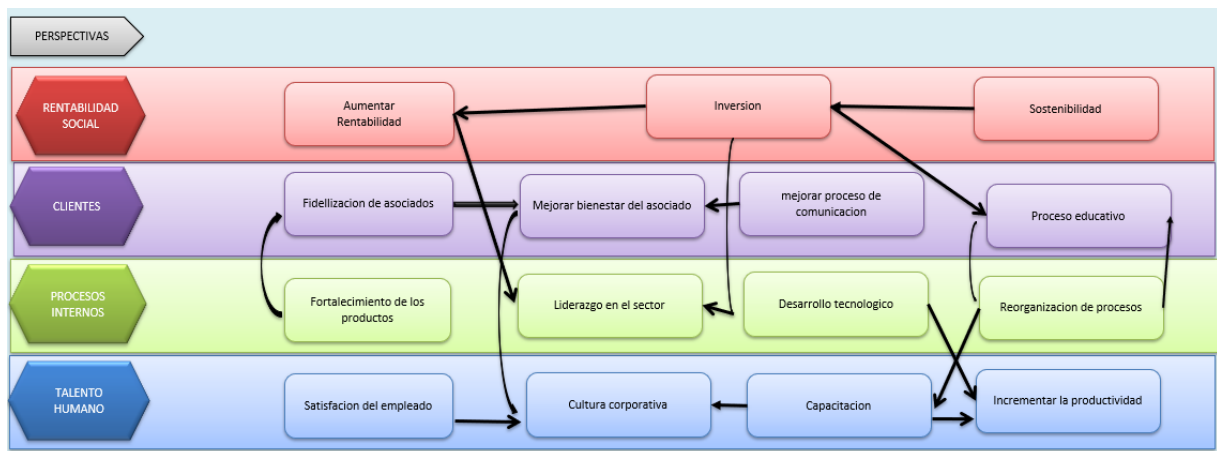 PERSPECTIVAS
RENTABILIDAD
SOCIAL
Aumentar
Rentabilidad
Inversion
Sostenibilidad
CLIENTES
Fidellizacion de asociados
Mejorar bienestar del asociado
mejorar proceso de
comunicacion
Proceso educativo
PROCESOS
INTERNOS
Fortalecimiento de los
productos
Liderazgo en el sector
Desarrollo tecnologico
Reorganizacion de procesos
TALENTO
HUMANO
Satisfacion del empleado
Cultura corporativa
Capacitacion
Incrementar la productividad